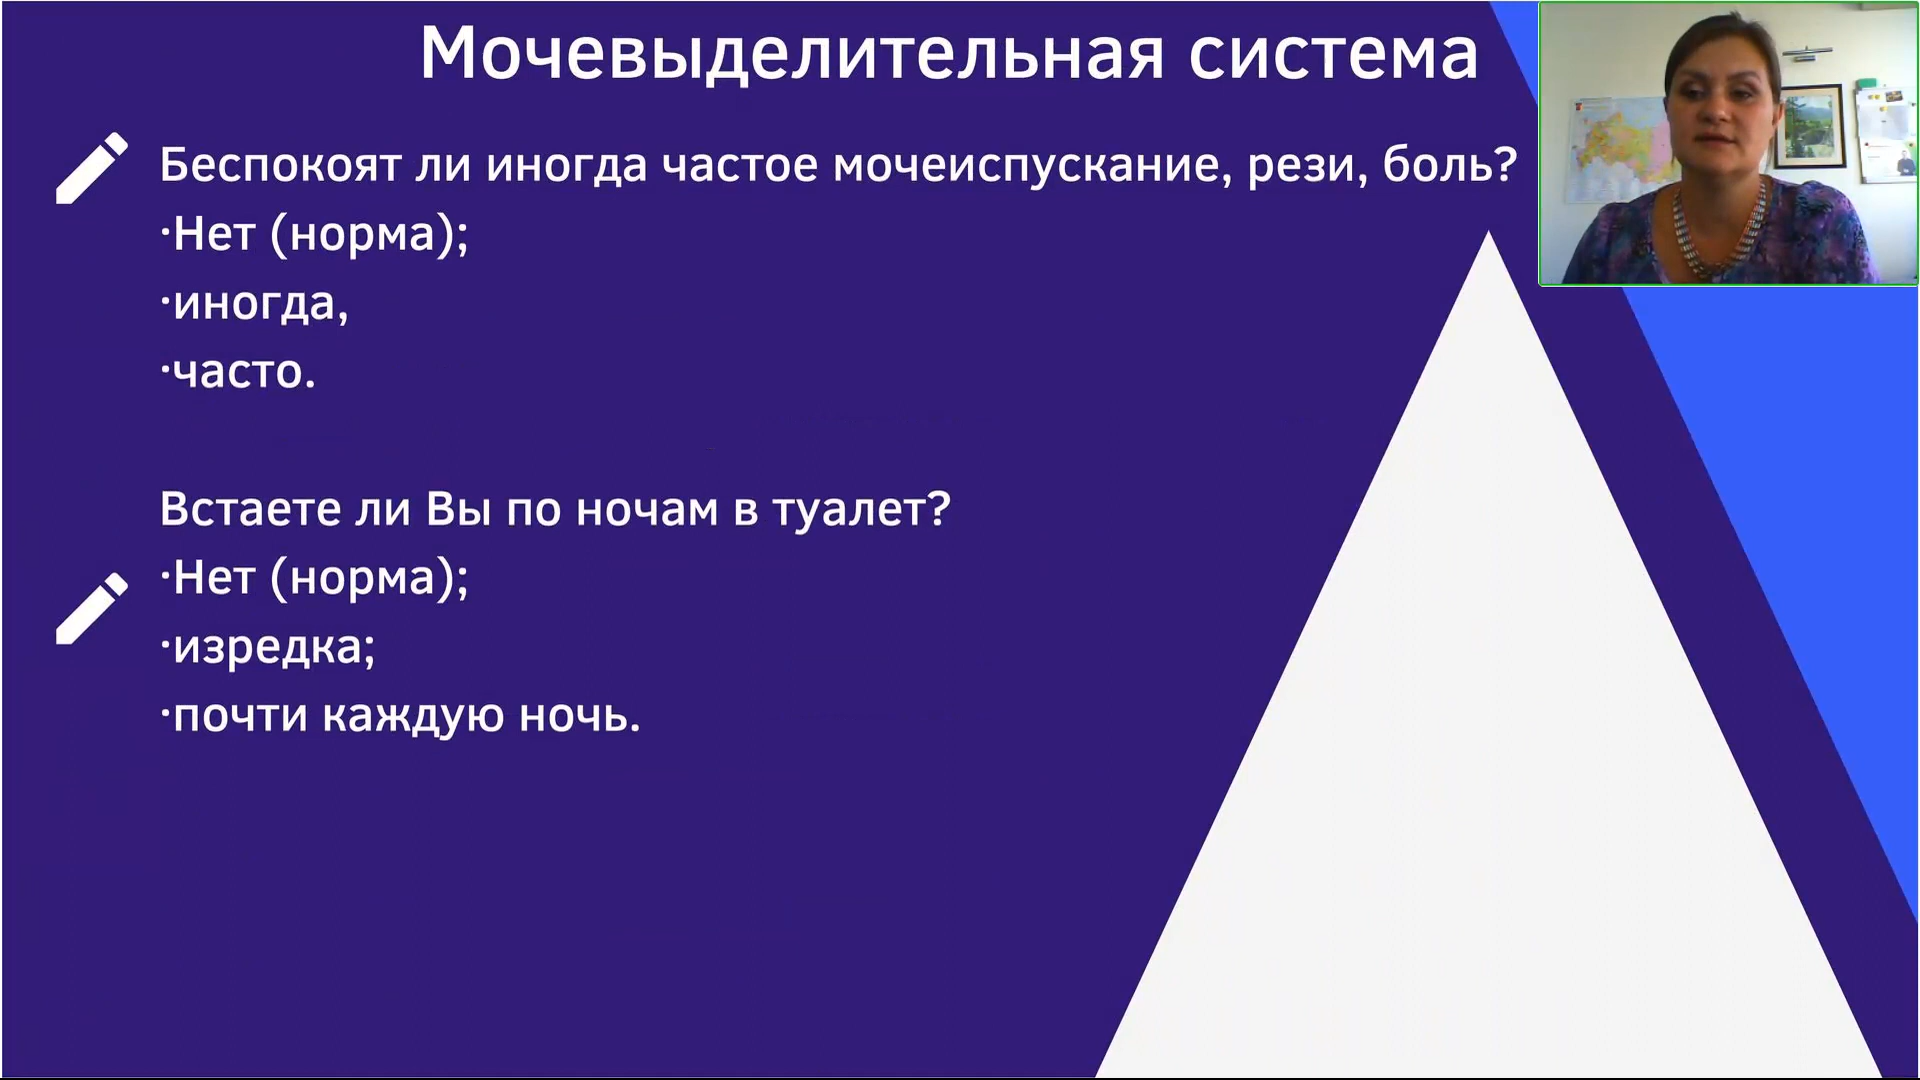 Мочевыделительная система
Беспокоят ли иногда частое мочеиспускание, рези, боль?
·Нет (норма);
·иногда,
·часто.
Встаете ли Вы по ночам в туалет?
·Нет (норма);
·изредка;
·почти каждую ночь.